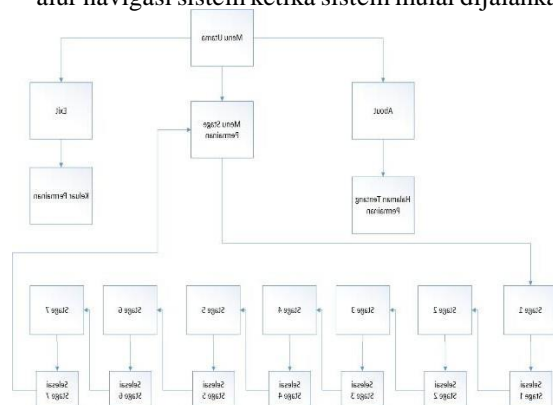 alur navigasi sistem ketika sistem mulai dijalanka
Menu Utama
Exit
Menu Stage
Permainan
About
Keluar Permainan
Halaman Tentang
Permainan
Stage 7
Stage 6
Stage 5
Stage 4
Stage 3
Stage 2
Stage 1
Selesai
Stage 7
Selesai
Stage 6
Selesai
Stage 5
Selesai
Stage 4
Selesai
Stage 3
Selesai
Stage 2
Selesai
Stage 1